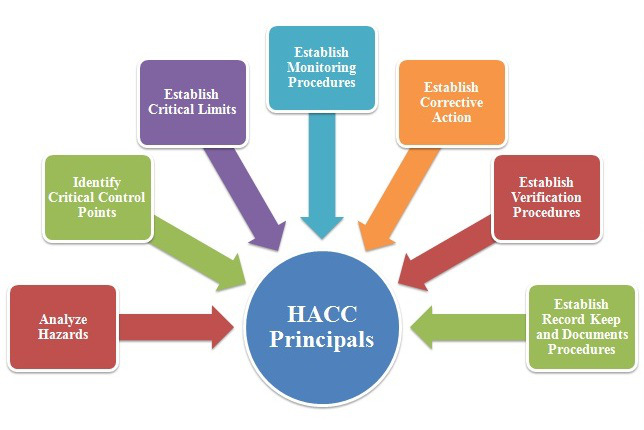 Analyze
Hazards
Identify
Critical Control
Points
Establish
Critical Limits
Establish
Monitoring
Procedures
Establish
Corrective
Action
Establish
Verification
Procedures
Establish
Record Keep
and Documents
Procedures
HACC
Principals